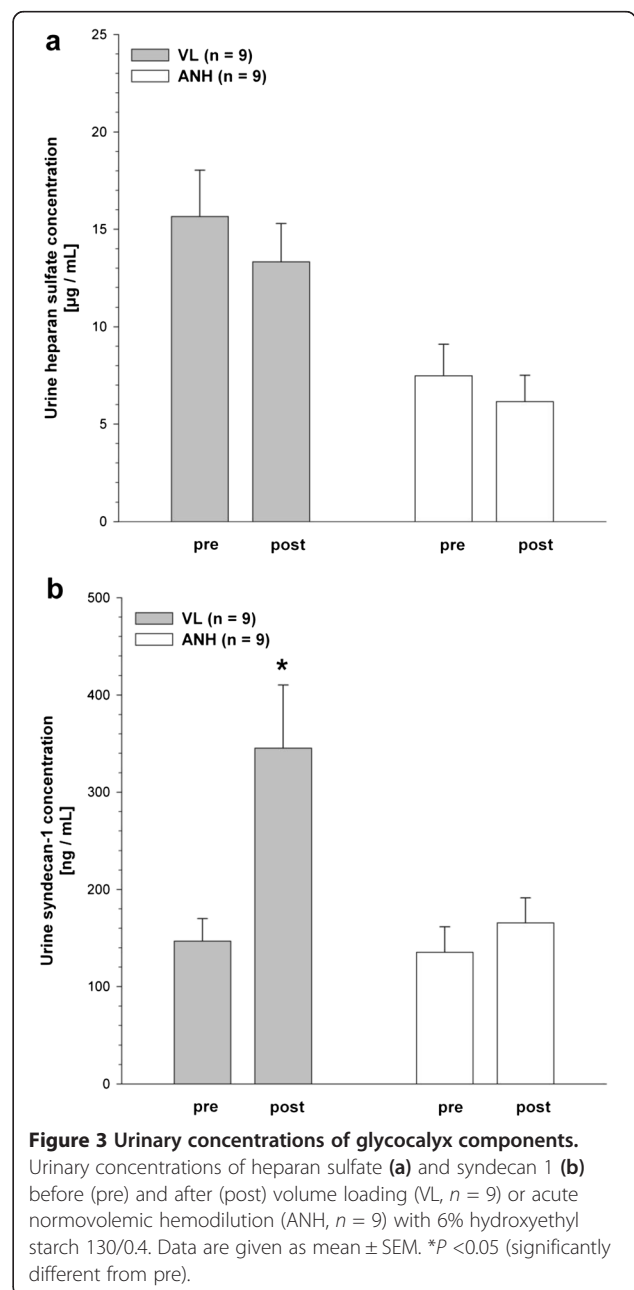 a
25
VL (n = 9)
ANH (n = 9)
20
15
10
5
0
Urine heparan sulfate concentration
[µg / mL]
pre
post
pre
post
b
500
VL (n = 9)
ANH (n = 9)
*
400
300
200
100
0
Urine syndecan-1 concentration
[ng / mL]
pre
post
pre
post
Figure 3 Urinary concentrations of glycocalyx components.
Urinary concentrations of heparan sulfate (a) and syndecan 1 (b)
before (pre) and after (post) volume loading (VL, n = 9) or acute
normovolemic hemodilution (ANH, n = 9) with 6% hydroxyethyl
starch 130/0.4. Data are given as mean ± SEM. *P <0.05 (significantly
different from pre).